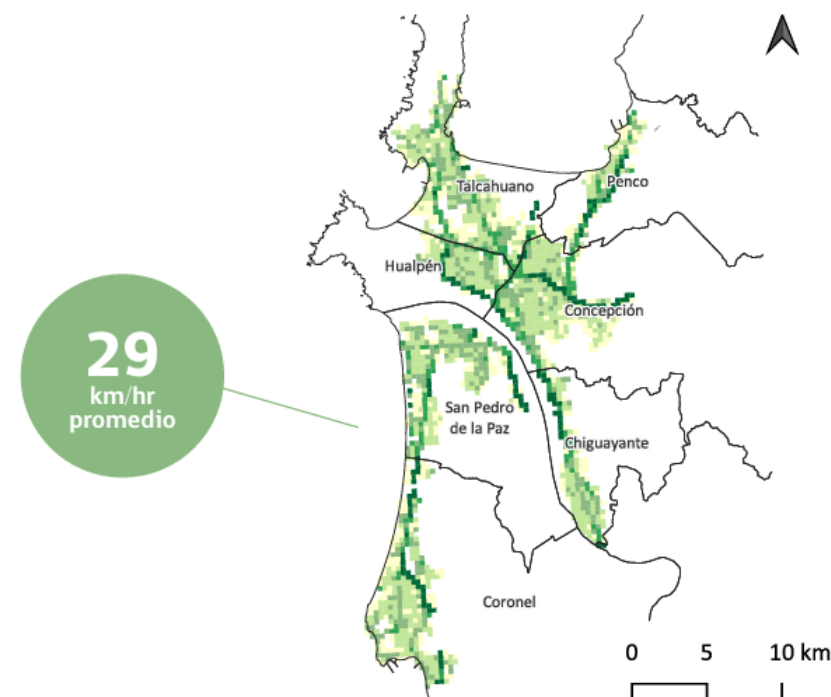 Talcahuano
Penco
Hualpén
Concepción
29
km/hr
promedio
San Pedro
de la Paz
Chiguayante
Coronel
0 5 10 km